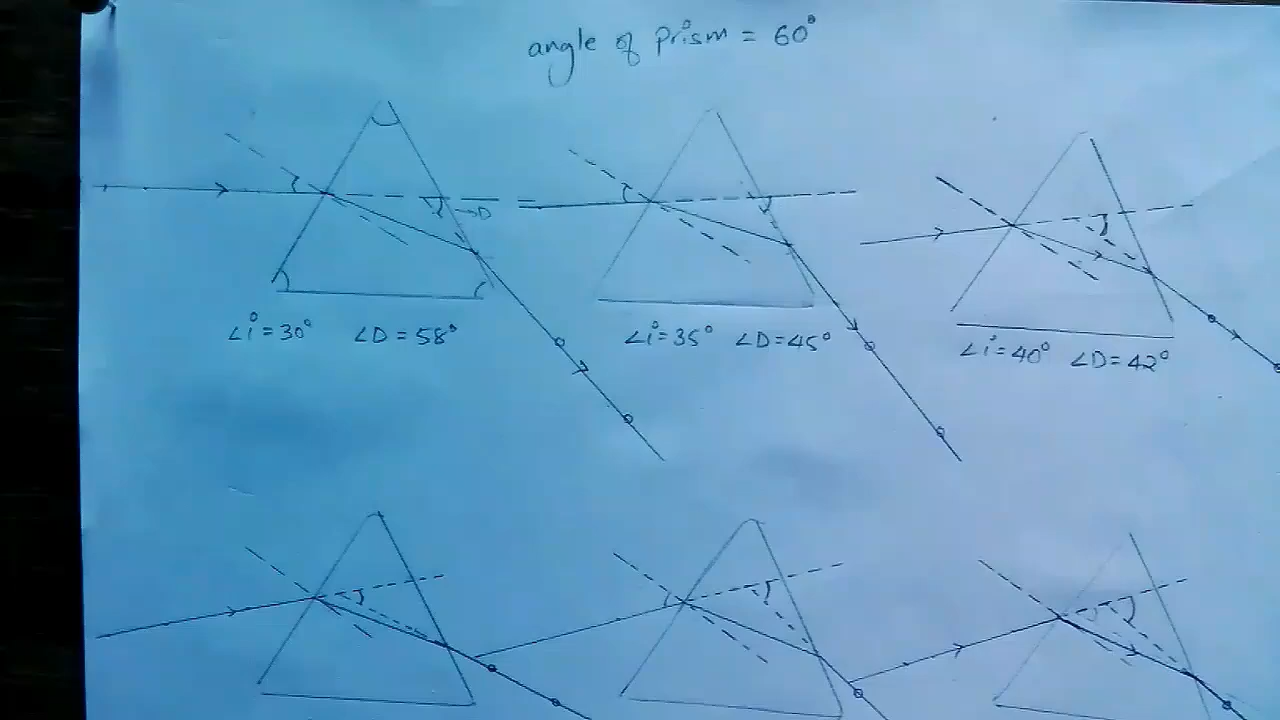 angle of prism = 60°
→D
∠i=30° ∠D=58°
∠i=35° ∠D=45°
∠i=40° ∠D=42°